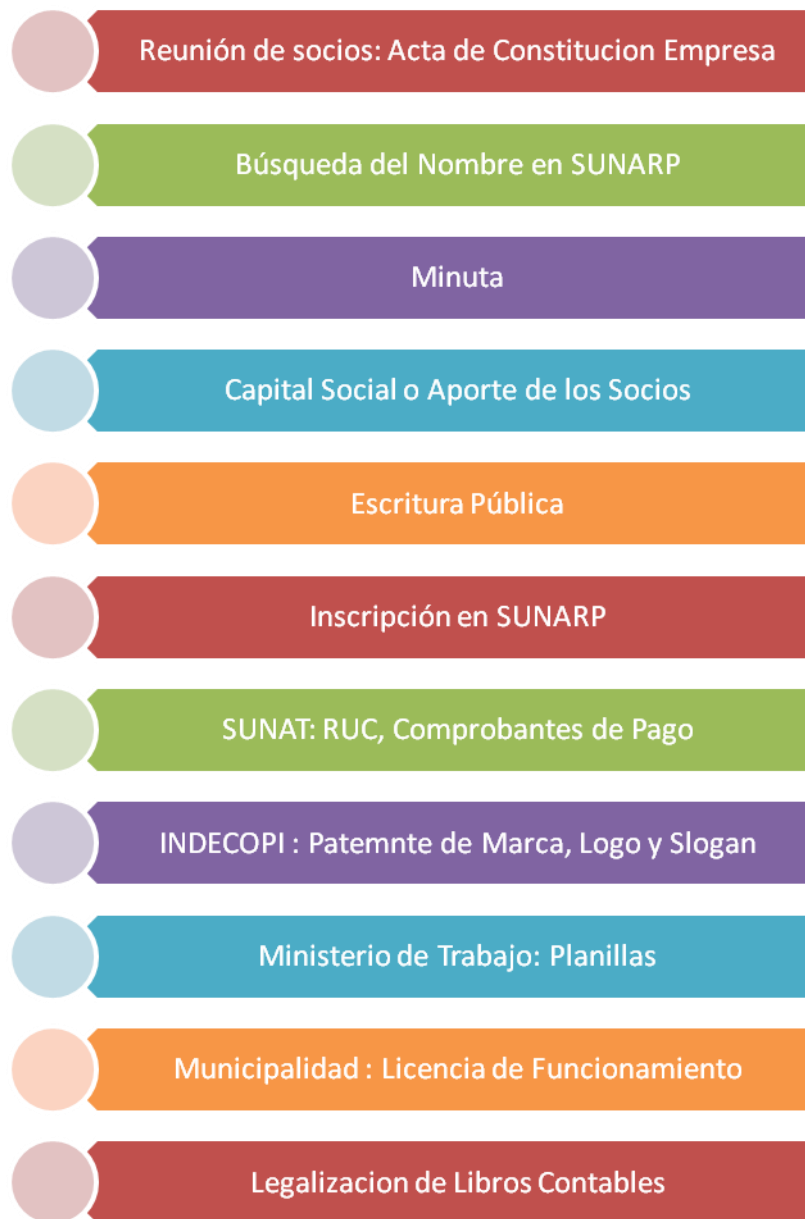 Reunión de socios: Acta de Constitucion Empresa
Búsqueda del Nombre en SUNARP
Minuta
Capital Social o Aporte de los Socios
Escritura Pública
Inscripción en SUNARP
SUNAT: RUC, Comprobantes de Pago
INDECOPI : Patemnte de Marca, Logo y Slogan
Ministerio de Trabajo: Planillas
Municipalidad : Licencia de Funcionamiento
Legalizacion de Libros Contables